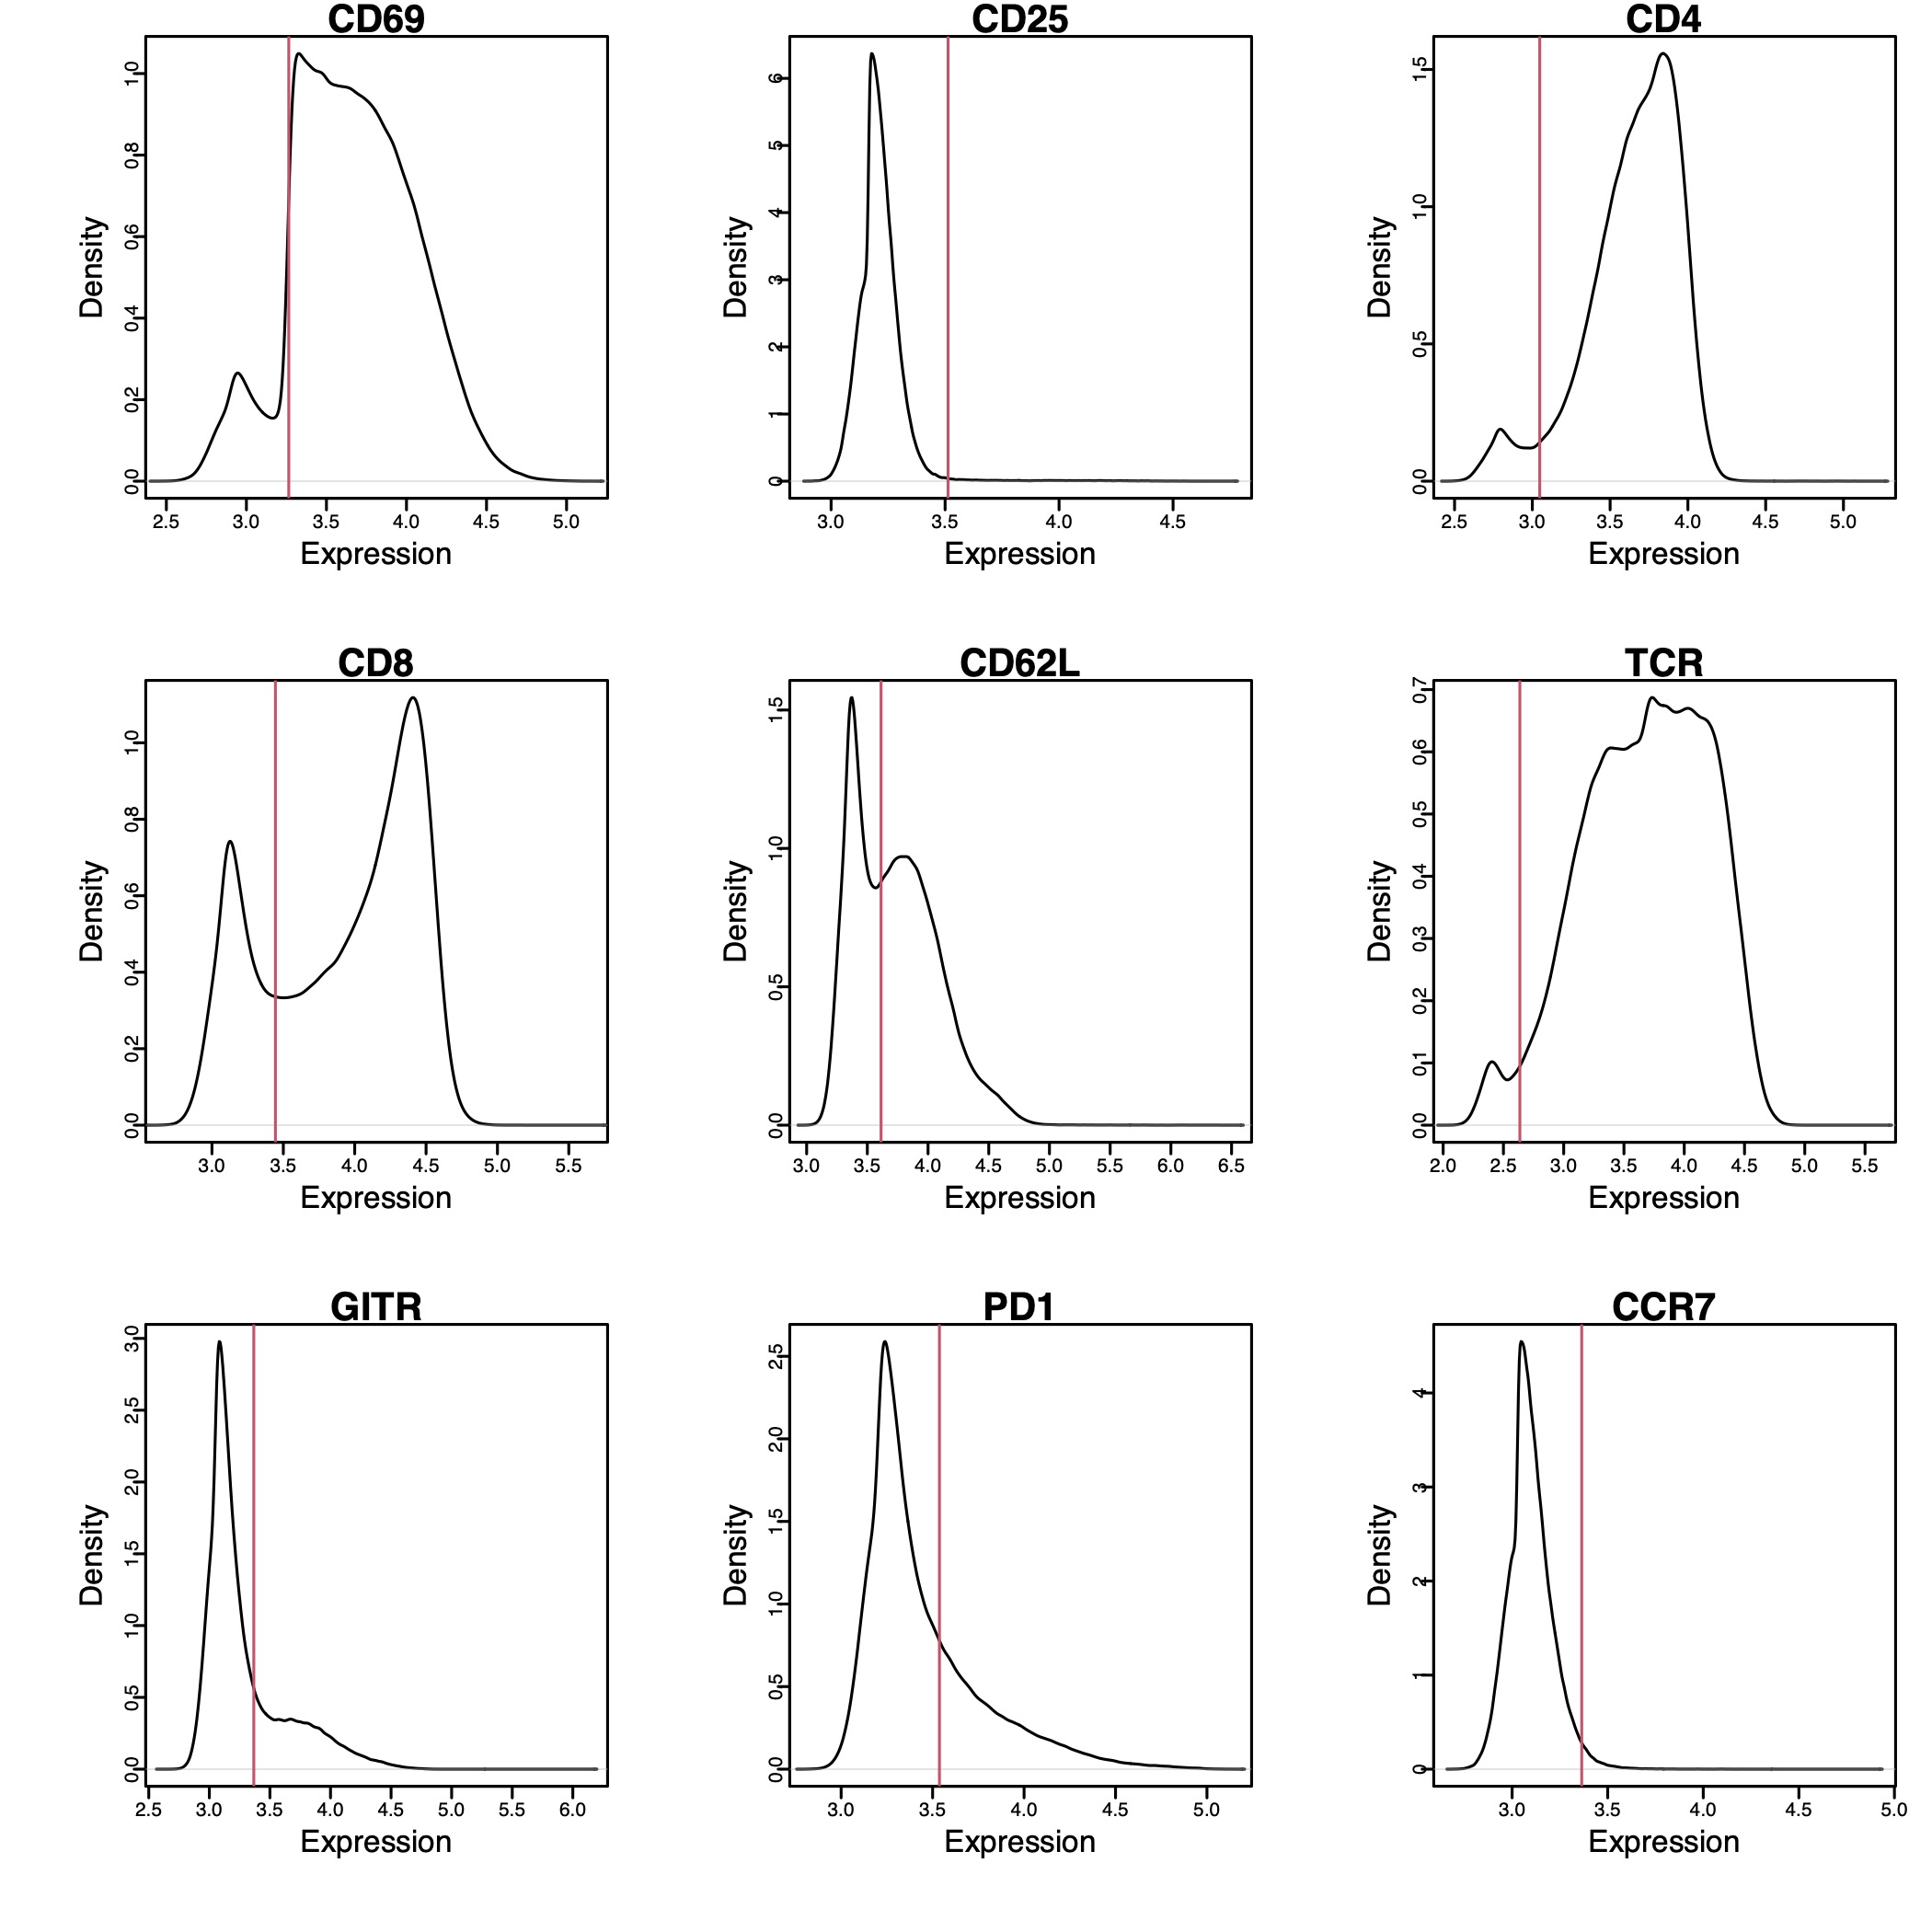 CD69 CD25 CD4
Density 0.0 0.2 0.4 0.6 0.8 1.0
Density 0 1 2 3 4 5 6
Density 0.0 0.5 1.0 1.5
2.5 3.0 3.5 4.0 4.5 5.0
3.0 3.5 4.0 4.5
2.5 3.0 3.5 4.0 4.5 5.0
Expression Expression Expression
CD8 CD62L TCR
Density 0.0 0.2 0.4 0.6 0.8 1.0
Density 0.0 0.5 1.0 1.5
Density 0.0 0.1 0.2 0.3 0.4 0.5 0.6 0.7
3.0 3.5 4.0 4.5 5.0 5.5
3.0 3.5 4.0 4.5 5.0 5.5 6.0 6.5
2.0 2.5 3.0 3.5 4.0 4.5 5.0 5.5
Expression Expression Expression
GITR PD1 CCR7
Density 0.0 0.5 1.0 1.5 2.0 2.5 3.0
Density 0.0 0.5 1.0 1.5 2.0 2.5
Density 0 1 2 3 4
2.5 3.0 3.5 4.0 4.5 5.0 5.5 6.0
3.0 3.5 4.0 4.5 5.0
3.0 3.5 4.0 4.5 5.0
Expression Expression Expression